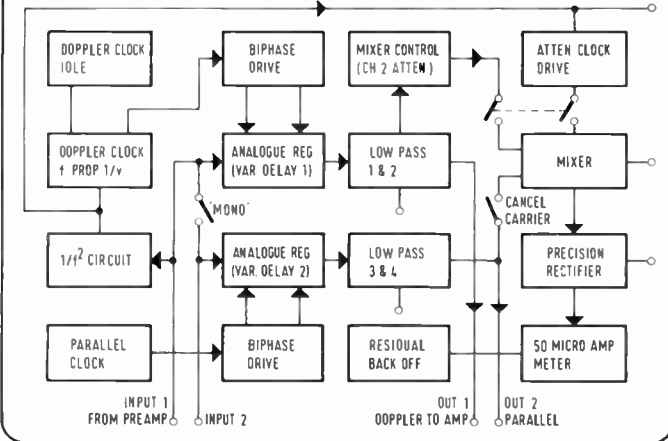 DOPPLER CLOCK
IDLE
BIPHASE
DRIVE
MIXER CONTROL
(CH 2 ATTEN)
ATTEN CLOCK
DRIVE
DOPPLER CLOCK
f PROP 1/v
ANALOGUE REG
(VAR DELAY 1)
LOW PASS
1 & 2
MIXER
'MONO'
CANCEL
CARRIER
1/f² CIRCUIT
ANALOGUE REG
(VAR. DELAY 2)
LOW PASS
3 & 4
PRECISION
RECTIFIER
PARALLEL
CLOCK
BIPHASE
DRIVE
RESIDUAL
BACK OFF
50 MICRO AMP
METER
INPUT 1
FROM PREAMP
INPUT 2
OUT 1
DOPPLER TO AMP
OUT 2
PARALLEL